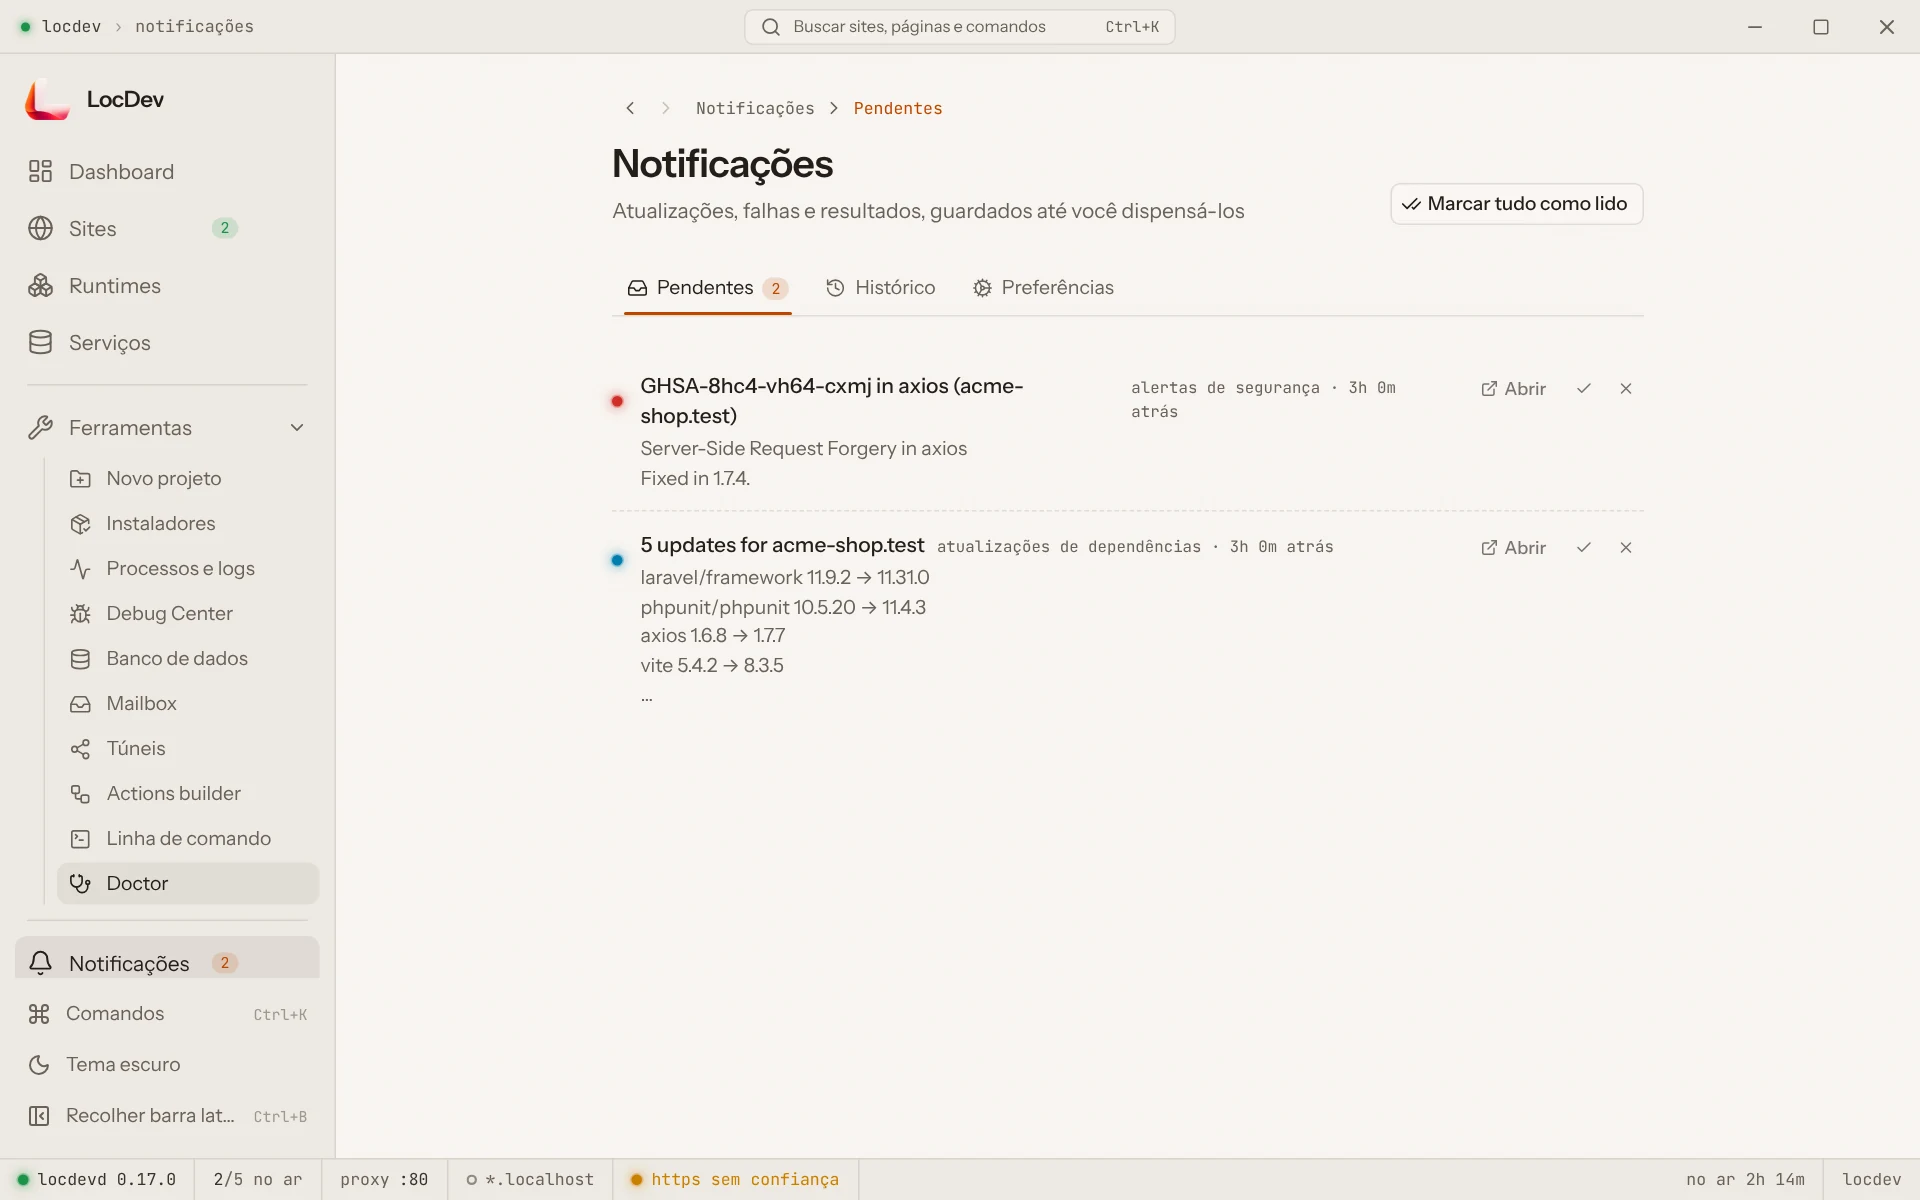 locdev › notificações
Buscar sites, páginas e comandos Ctrl+K
LocDev
Dashboard
Sites 2
Runtimes
Serviços
Ferramentas
Novo projeto
Instaladores
Processos e logs
Debug Center
Banco de dados
Mailbox
Túneis
Actions builder
Linha de comando
Doctor
Notificações 2
Comandos Ctrl+K
Tema escuro
Recolher barra lat... Ctrl+B
Notificações > Pendentes
Notificações
Atualizações, falhas e resultados, guardados até você dispensá-los
Marcar tudo como lido
Pendentes 2 Histórico Preferências
GHSA-8hc4-vh64-cxmj in axios (acme-
shop.test)
alertas de segurança · 3h 0m
atrás
Abrir
Server-Side Request Forgery in axios
Fixed in 1.7.4.
5 updates for acme-shop.test atualizações de dependências · 3h 0m atrás Abrir
laravel/framework 11.9.2 → 11.31.0
phpunit/phpunit 10.5.20 → 11.4.3
axios 1.6.8 → 1.7.7
vite 5.4.2 → 8.3.5
...
locdevd 0.17.0 2/5 no ar proxy :80 *.localhost https sem confiança no ar 2h 14m locdev